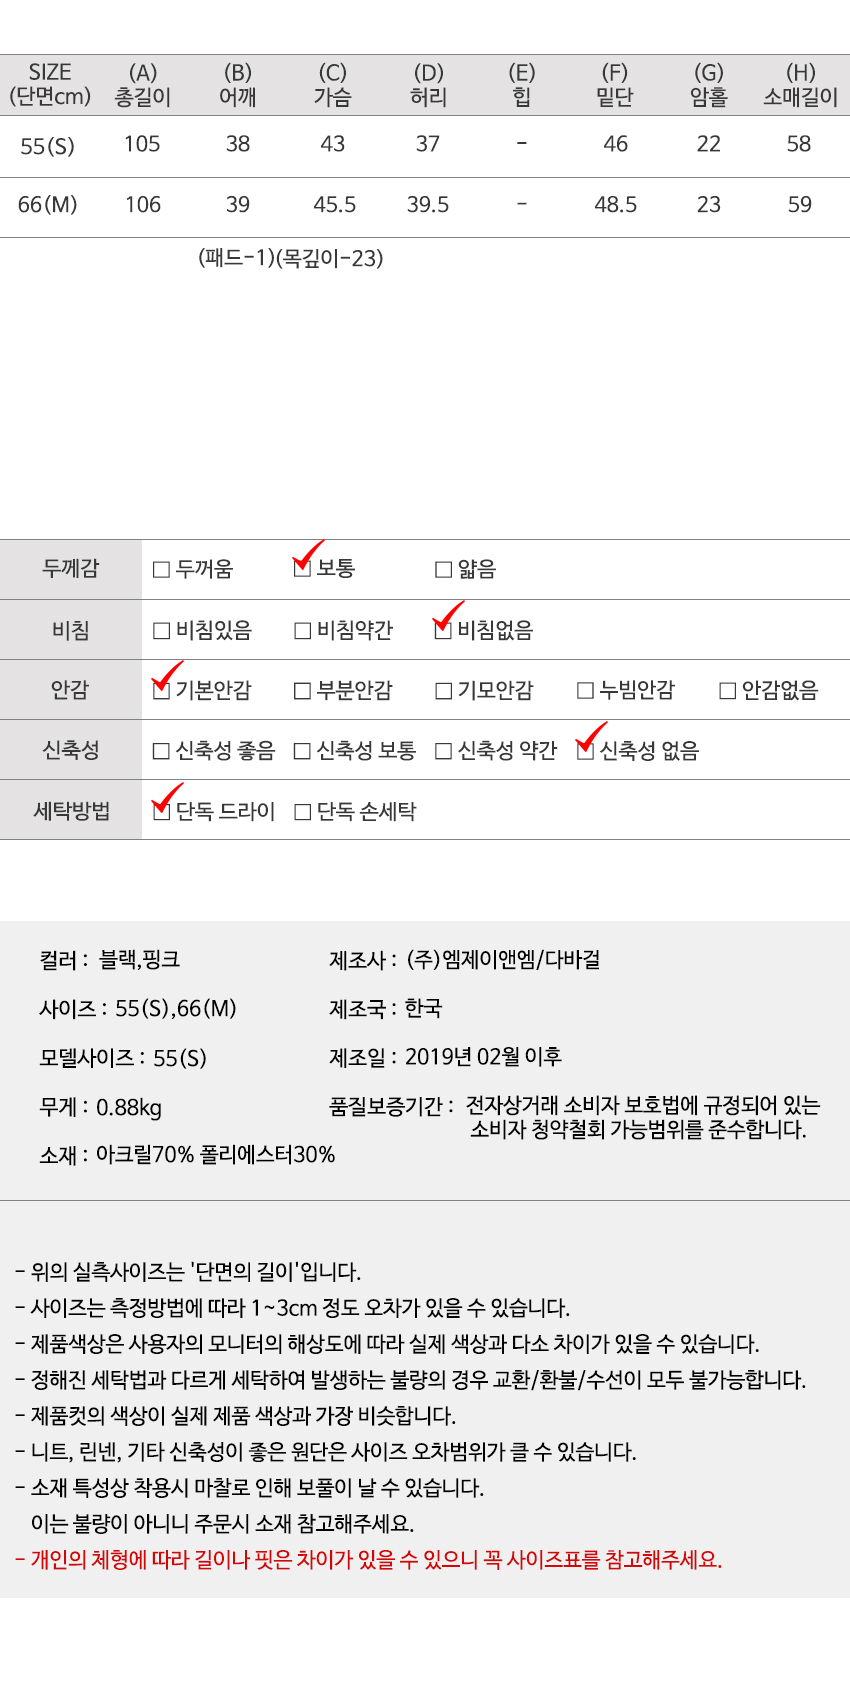 SIZE (A) (B) (C) (D) (E) (F) (G) (H)
(단면cm) 총길이 어깨 가슴 허리 힙 밑단 암홀 소매길이
55(S) 105 38 43 37 - 46 22 58
66(M) 106 39 45.5 39.5 - 48.5 23 59
(패드-1)(목깊이-23)
두께감 □ 두꺼움 □ 보통 □ 얇음
비침 □ 비침있음 □ 비침약간 □ 비침없음
안감 □ 기본안감 □ 부분안감 □ 기모안감 □ 누빔안감 □ 안감없음
신축성 □ 신축성 좋음 □ 신축성 보통 □ 신축성 약간 □ 신축성 없음
세탁방법 □ 단독 드라이 □ 단독 손세탁
컬러 : 블랙,핑크 제조사 : (주)엠제이앤엠/다바걸
사이즈 : 55(S),66(M) 제조국 : 한국
모델사이즈 : 55(S) 제조일 : 2019년 02월 이후
무게 : 0.88kg 품질보증기간 : 전자상거래 소비자 보호법에 규정되어 있는
소비자 청약철회 가능범위를 준수합니다.
소재 : 아크릴70% 폴리에스터30%
- 위의 실측사이즈는 '단면의 길이'입니다.
- 사이즈는 측정방법에 따라 1~3cm 정도 오차가 있을 수 있습니다.
- 제품색상은 사용자의 모니터의 해상도에 따라 실제 색상과 다소 차이가 있을 수 있습니다.
- 정해진 세탁법과 다르게 세탁하여 발생하는 불량의 경우 교환/환불/수선이 모두 불가능합니다.
- 제품컷의 색상이 실제 제품 색상과 가장 비슷합니다.
- 니트, 린넨, 기타 신축성이 좋은 원단은 사이즈 오차범위가 클 수 있습니다.
- 소재 특성상 착용시 마찰로 인해 보풀이 날 수 있습니다.
이는 불량이 아니니 주문시 소재 참고해주세요.
- 개인의 체형에 따라 길이나 핏은 차이가 있을 수 있으니 꼭 사이즈표를 참고해주세요.